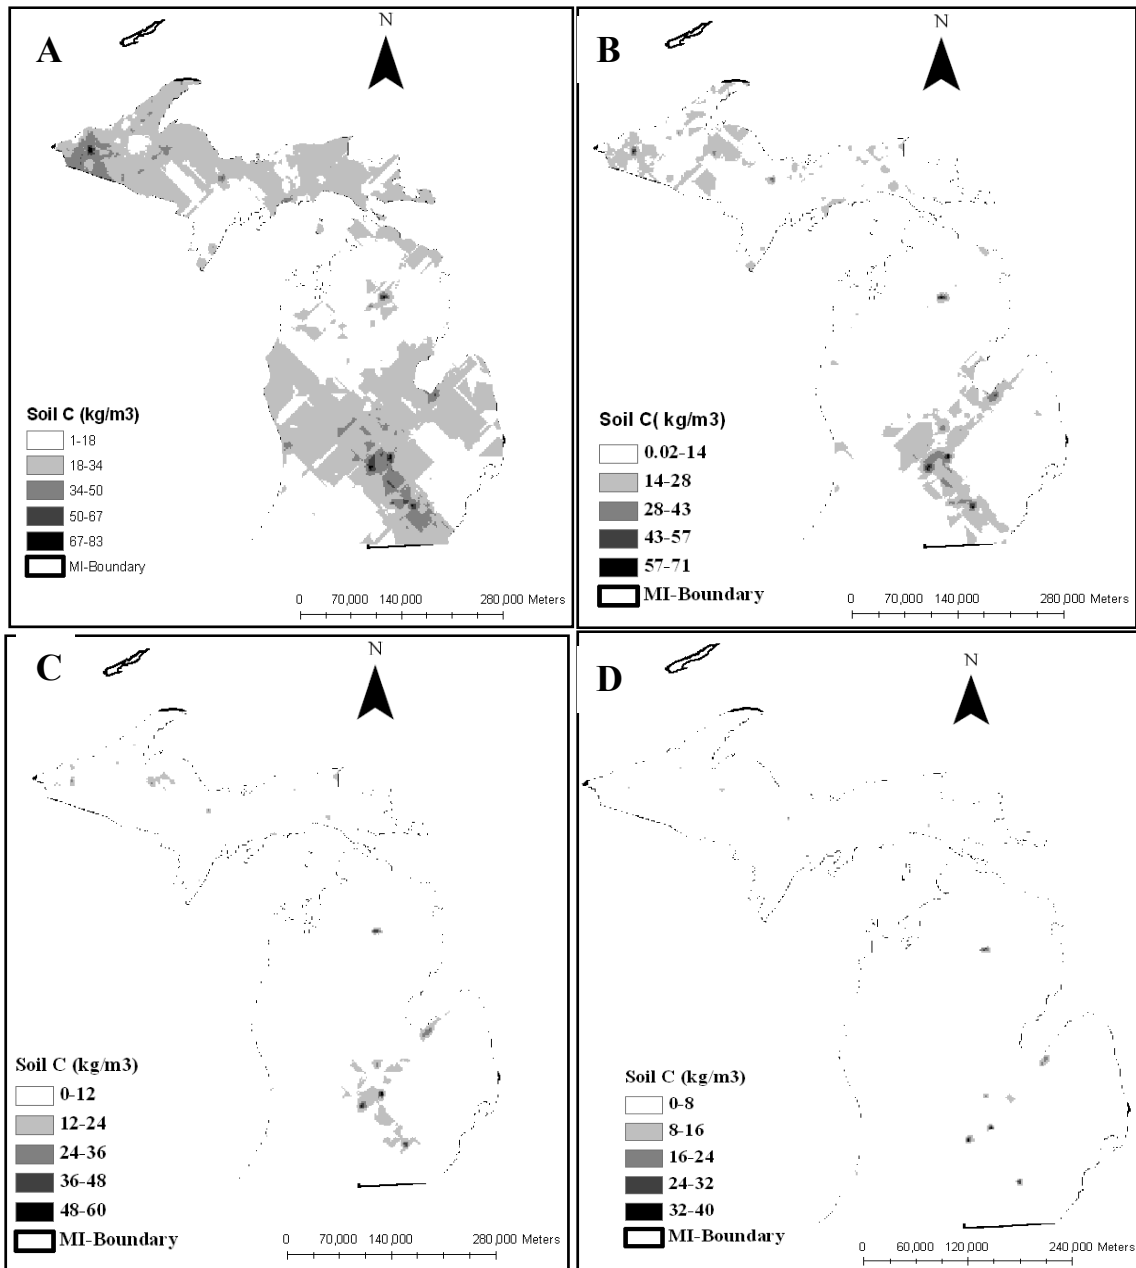 A
N
Soil C (kg/m3)
1-18
18-34
34-50
50-67
67-83
MI-Boundary
0 70,000 140,000 280,000 Meters
B
N
Soil C( kg/m3)
0.02-14
14-28
28-43
43-57
57-71
MI-Boundary
0 70,000 140,000 280,000 Meters
C
N
Soil C (kg/m3)
0-12
12-24
24-36
36-48
48-60
MI-Boundary
0 70,000 140,000 280,000 Meters
D
N
Soil C (kg/m3)
0-8
8-16
16-24
24-32
32-40
MI-Boundary
0 60,000 120,000 240,000 Meters